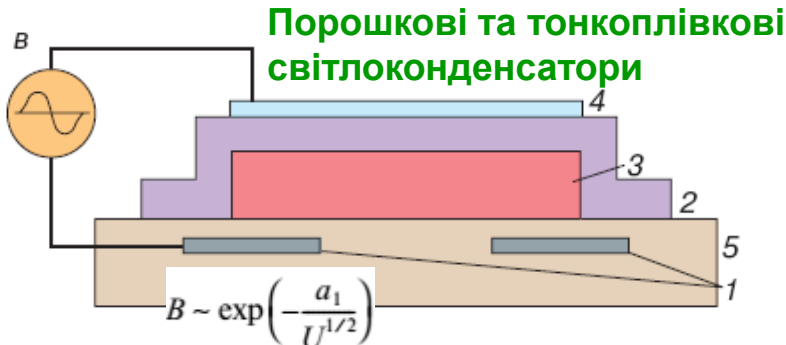 Порошкові та тонкоплівкові
світлоконденсатори
B
4
3
2
5
1
B ~ exp(-a₁/U^{1/2})